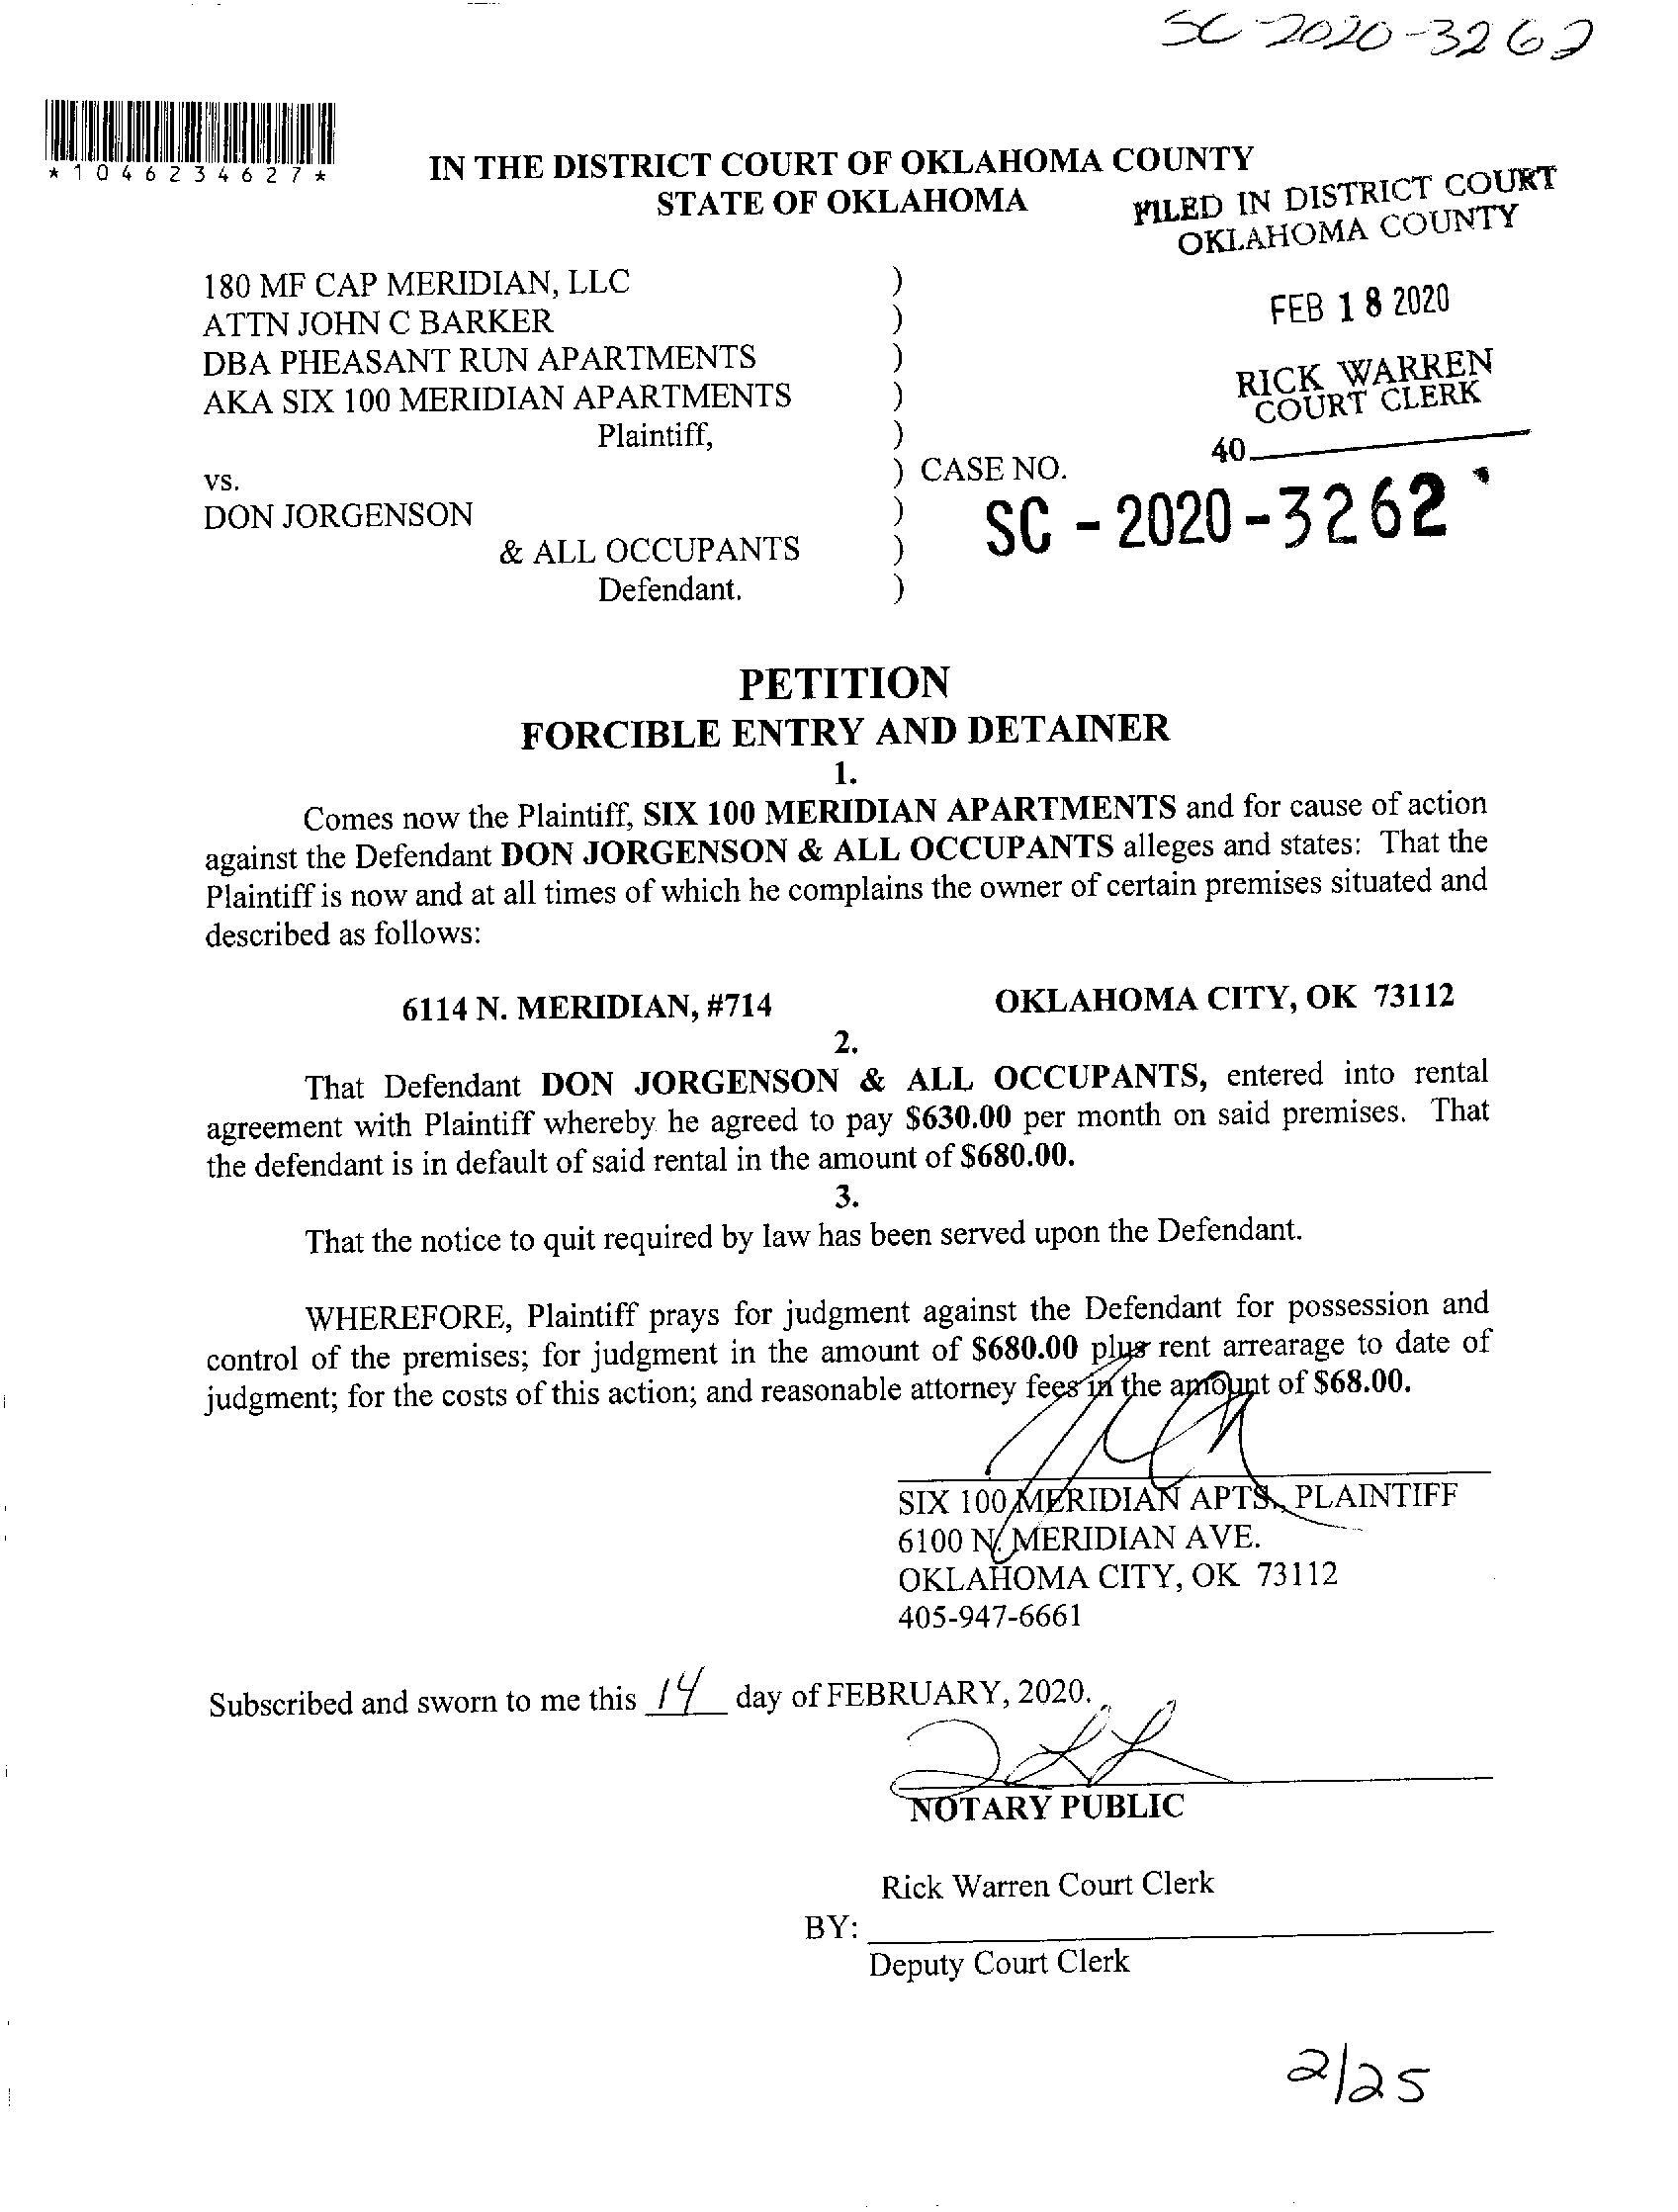 SC-2020-3262
*1046234627*
IN THE DISTRICT COURT OF OKLAHOMA COUNTY
STATE OF OKLAHOMA
FILED IN DISTRICT COURT
OKLAHOMA COUNTY
180 MF CAP MERIDIAN, LLC )
ATTN JOHN C BARKER )
FEB 18 2020
DBA PHEASANT RUN APARTMENTS )
AKA SIX 100 MERIDIAN APARTMENTS )
RICK WARREN
COURT CLERK
Plaintiff, )
40
vs. ) CASE NO.
DON JORGENSON )
SC - 2020 - 3262
& ALL OCCUPANTS )
Defendant. )
PETITION
FORCIBLE ENTRY AND DETAINER
1.
Comes now the Plaintiff, SIX 100 MERIDIAN APARTMENTS and for cause of action
against the Defendant DON JORGENSON & ALL OCCUPANTS alleges and states: That the
Plaintiff is now and at all times of which he complains the owner of certain premises situated and
described as follows:
6114 N. MERIDIAN, #714 OKLAHOMA CITY, OK 73112
2.
That Defendant DON JORGENSON & ALL OCCUPANTS, entered into rental
agreement with Plaintiff whereby he agreed to pay $630.00 per month on said premises. That
the defendant is in default of said rental in the amount of $680.00.
3.
That the notice to quit required by law has been served upon the Defendant.
WHEREFORE, Plaintiff prays for judgment against the Defendant for possession and
control of the premises; for judgment in the amount of $680.00 plus rent arrearage to date of
judgment; for the costs of this action; and reasonable attorney fees in the amount of $68.00.
SIX 100 MERIDIAN APTS., PLAINTIFF
6100 N. MERIDIAN AVE.
OKLAHOMA CITY, OK 73112
405-947-6661
Subscribed and sworn to me this 14 day of FEBRUARY, 2020.
NOTARY PUBLIC
Rick Warren Court Clerk
BY:
Deputy Court Clerk
2/25